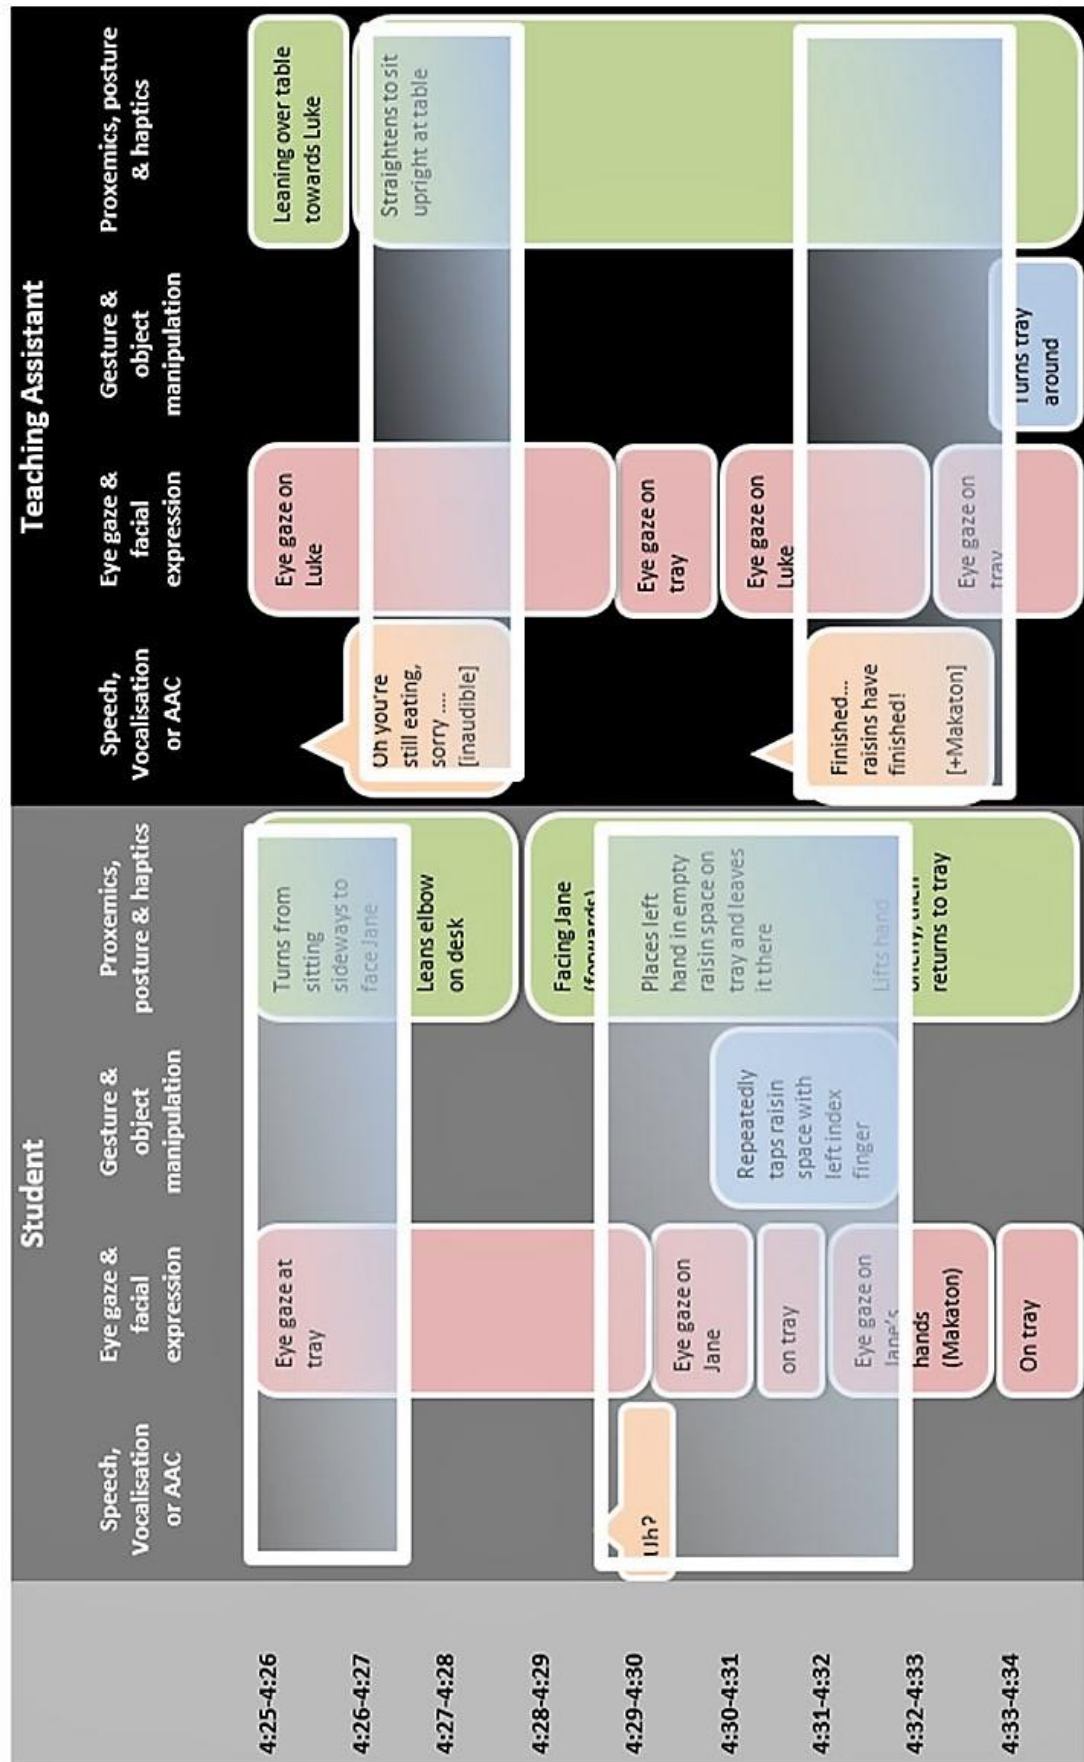 Student
Teaching Assistant
Speech,
Vocalisation
or AAC
Eye gaze &
facial
expression
Gesture &
object
manipulation
Proxemics,
posture & haptics
Speech,
Vocalisation
or AAC
Eye gaze &
facial
expression
Gesture &
object
manipulation
Proxemics, posture
& haptics
4:25-4:26
4:26-4:27
4:27-4:28
4:28-4:29
4:29-4:30
4:30-4:31
4:31-4:32
4:32-4:33
4:33-4:34
Uh?
Eye gaze at
tray
Eye gaze on
Jane
on tray
Eye gaze on
Jane's
hands
(Makaton)
On tray
Repeatedly
taps raisin
space with
left index
finger
Turns from
sitting
sideways to
face Jane
Leans elbow
on desk
Facing Jane
(forwards)
Places left
hand in empty
raisin space on
tray and leaves
it there
Lifts hand
briefly, then
returns to tray
Oh you're
still eating,
sorry ....
[inaudible]
Finished...
raisins have
finished!
[+Makaton]
Eye gaze on
Luke
Eye gaze on
tray
Eye gaze on
Luke
Eye gaze on
tray
Turns tray
around
Leaning over table
towards Luke
Straightens to sit
upright at table